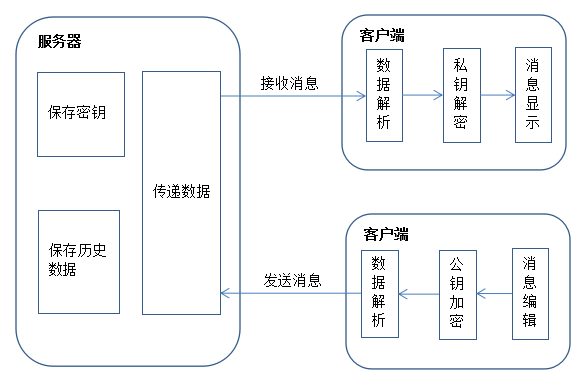 服务器
保存密钥
保存历史
数据
传递数据
接收消息
客户端
数据解析
私钥解密
消息显示
发送消息
客户端
数据解析
公钥加密
消息编辑